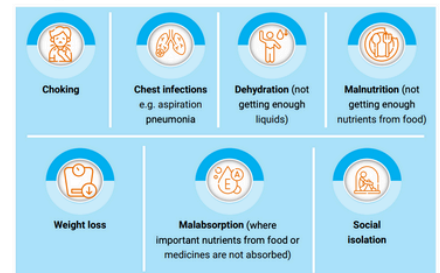 Choking
Chest infections
e.g. aspiration
pneumonia
Dehydration (not
getting enough
liquids)
Malnutrition (not
getting enough
nutrients from food)
Weight loss
Malabsorption (where
important nutrients from food or
medicines are not absorbed)
Social
isolation
E
A